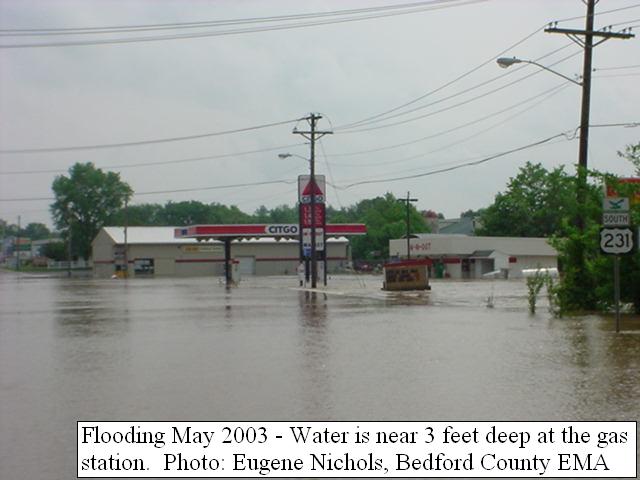 CITGO
SOUTH
231
Flooding May 2003 - Water is near 3 feet deep at the gas
station. Photo: Eugene Nichols, Bedford County EMA